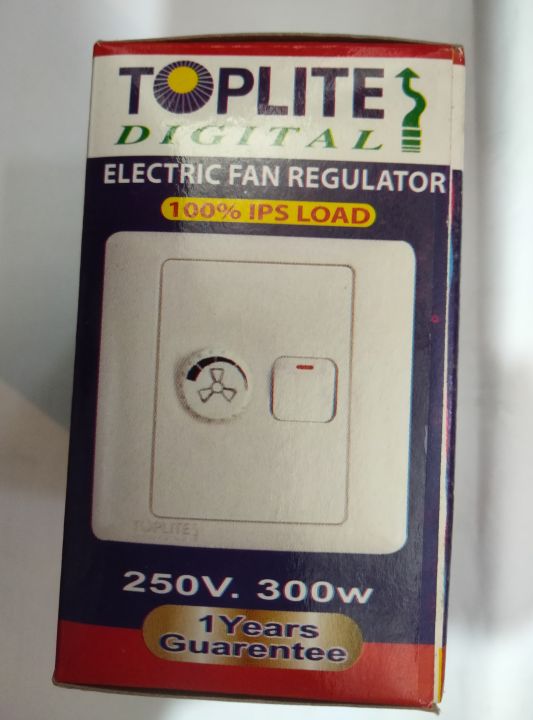 TOPLITE
DIGITAL
ELECTRIC FAN REGULATOR
100% IPS LOAD
TOPLITE
250V. 300w
1Years
Guarentee